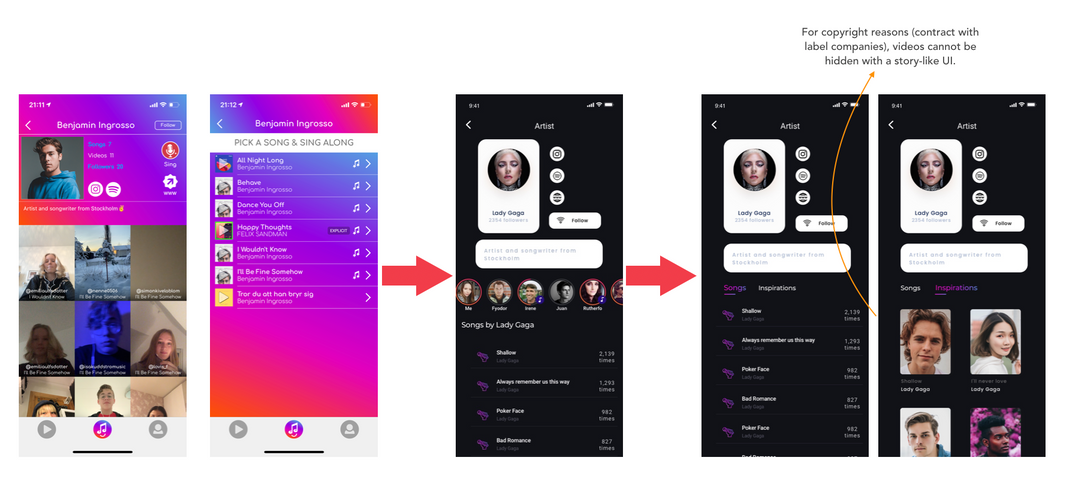 For copyright reasons (contract with
label companies), videos cannot be
hidden with a story-like UI.
21:11
Benjamin Ingrosso
Follow
Songs 7
Videos 11
Followers 28
Sing
WWW
Artist and songwriter from Stockholm
I Wouldn't Know
@nennei0506
I'll Be Fine Somehow
@simonkiveloblom
I'll Be Fine Somehow
I'll Be Fine Somehow
I'll Be Fine Somehow
I'll Be Fine Somehow
21:12
Benjamin Ingrosso
PICK A SONG & SING ALONG
All Night Long
Benjamin Ingrosso
Behave
Benjamin Ingrosso
Dance You Off
Benjamin Ingrosso
Happy Thoughts
FELIX SANDMAN
EXPLICIT
I Wouldn't Know
Benjamin Ingrosso
I'll Be Fine Somehow
Benjamin Ingrosso
Tror du att han bryr sig
Benjamin Ingrosso
9:41
Artist
Lady Gaga
2354 followers
Follow
Artist and songwriter from
Stockholm
Me
Fyodor
Irene
Juan
Rutherfo
Songs by Lady Gaga
Shallow
Lady Gaga
2,139
times
Always remember us this way
Lady Gaga
1,293
times
Poker Face
Lady Gaga
982
times
Bad Romance
Lady Gaga
827
times
9:41
Artist
Lady Gaga
2354 followers
Follow
Artist and songwriter from
Stockholm
Songs
Inspirations
Shallow
Lady Gaga
2,139
times
Always remember us this way
Lady Gaga
1,293
times
Poker Face
Lady Gaga
982
times
Bad Romance
Lady Gaga
827
times
Poker Face
Lady Gaga
982
times
9:41
Artist
Lady Gaga
2354 followers
Follow
Artist and songwriter from
Stockholm
Songs
Inspirations
Shallow
Lady Gaga
I'll never love
Lady Gaga